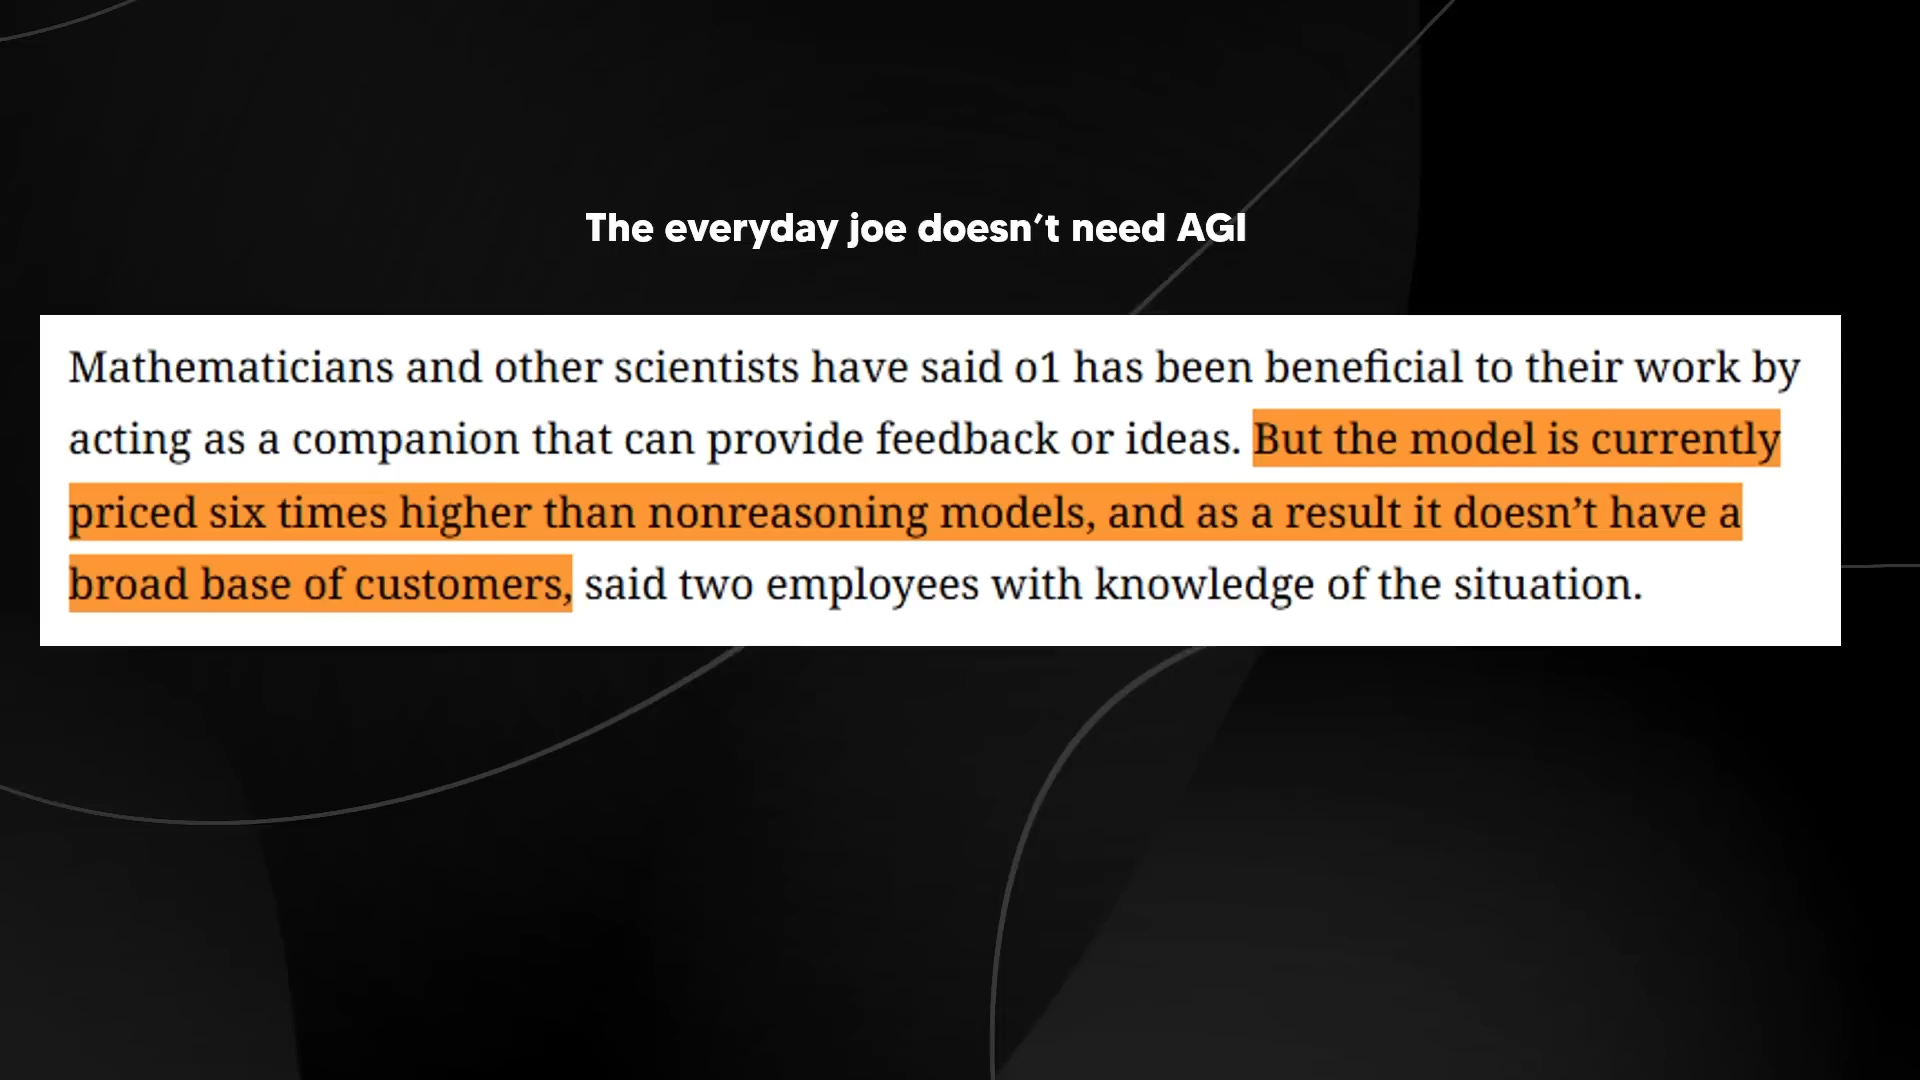 The everyday joe doesn’t need AGI
Mathematicians and other scientists have said o1 has been beneficial to their work by
acting as a companion that can provide feedback or ideas. But the model is currently
priced six times higher than nonreasoning models, and as a result it doesn’t have a
broad base of customers, said two employees with knowledge of the situation.